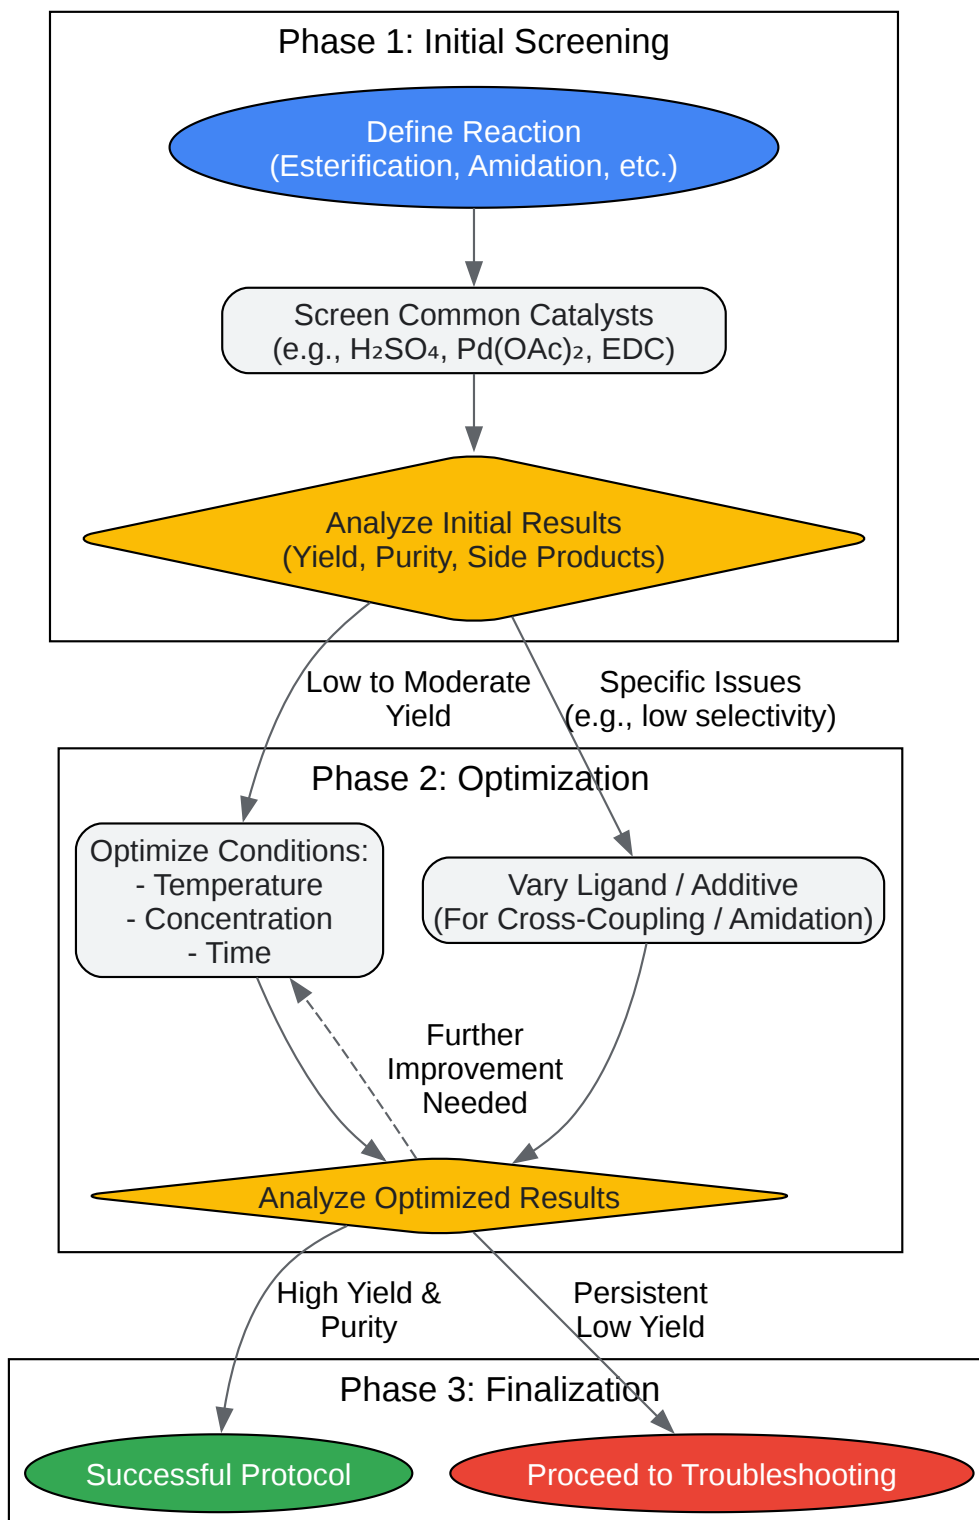 Phase 1: Initial Screening
Define Reaction
(Esterification, Amidation, etc.)
Screen Common Catalysts
(e.g., H₂SO₄, Pd(OAc)₂, EDC)
Analyze Initial Results
(Yield, Purity, Side Products)
Low to Moderate
Yield
Specific Issues
(e.g., low selectivity)
Phase 2: Optimization
Optimize Conditions:
- Temperature
- Concentration
- Time
Vary Ligand / Additive
(For Cross-Coupling / Amidation)
Further
Improvement
Needed
Analyze Optimized Results
High Yield &
Purity
Persistent
Low Yield
Phase 3: Finalization
Successful Protocol
Proceed to Troubleshooting